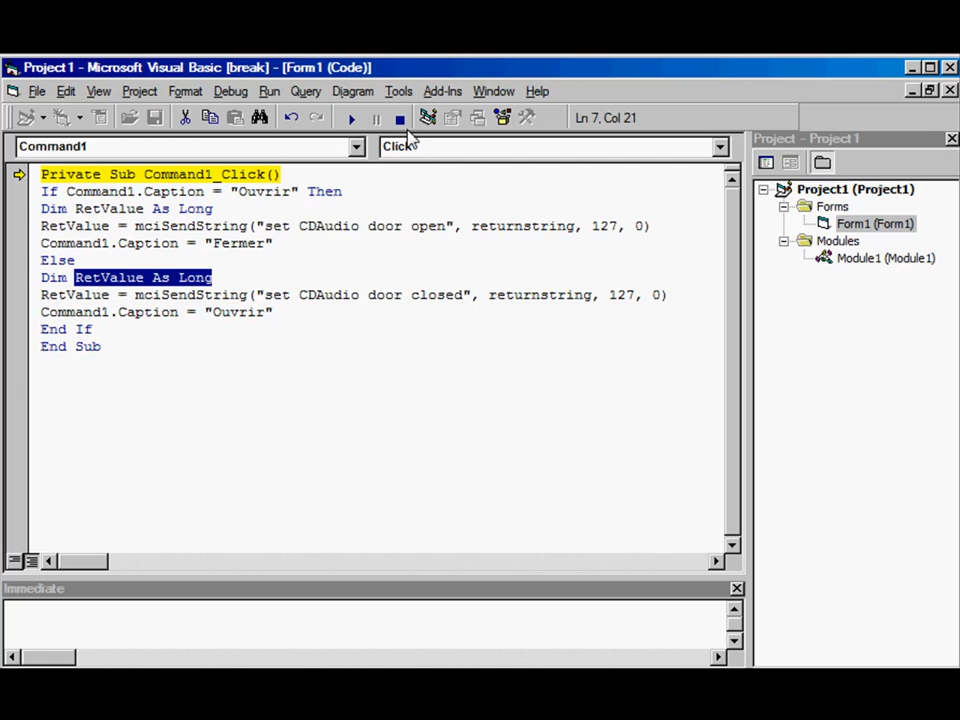 Project1 - Microsoft Visual Basic [break] - [Form1 (Code)]
File Edit View Project Format Debug Run Query Diagram Tools Add-Ins Window Help
Ln 7, Col 21
Command1
Click
Private Sub Command1_Click()
If Command1.Caption = "Ouvrir" Then
Dim RetValue As Long
RetValue = mciSendString("set CDAudio door open", returnstring, 127, 0)
Command1.Caption = "Fermer"
Else
Dim RetValue As Long
RetValue = mciSendString("set CDAudio door closed", returnstring, 127, 0)
Command1.Caption = "Ouvrir"
End If
End Sub
Immediate
Project - Project1
Project1 (Project1)
Forms
Form1 (Form1)
Modules
Module1 (Module1)